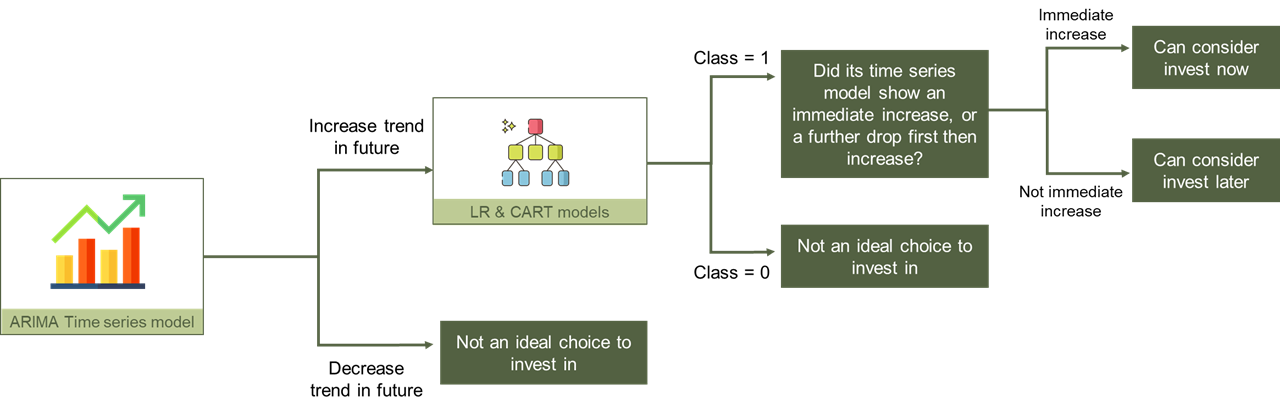 ARIMA Time series model
Increase trend
in future
Decrease
trend in future
LR & CART models
Not an ideal choice to
invest in
Class = 1
Class = 0
Did its time series
model show an
immediate increase, or
a further drop first then
increase?
Not an ideal choice to
invest in
Immediate
increase
Not immediate
increase
Can consider
invest now
Can consider
invest later